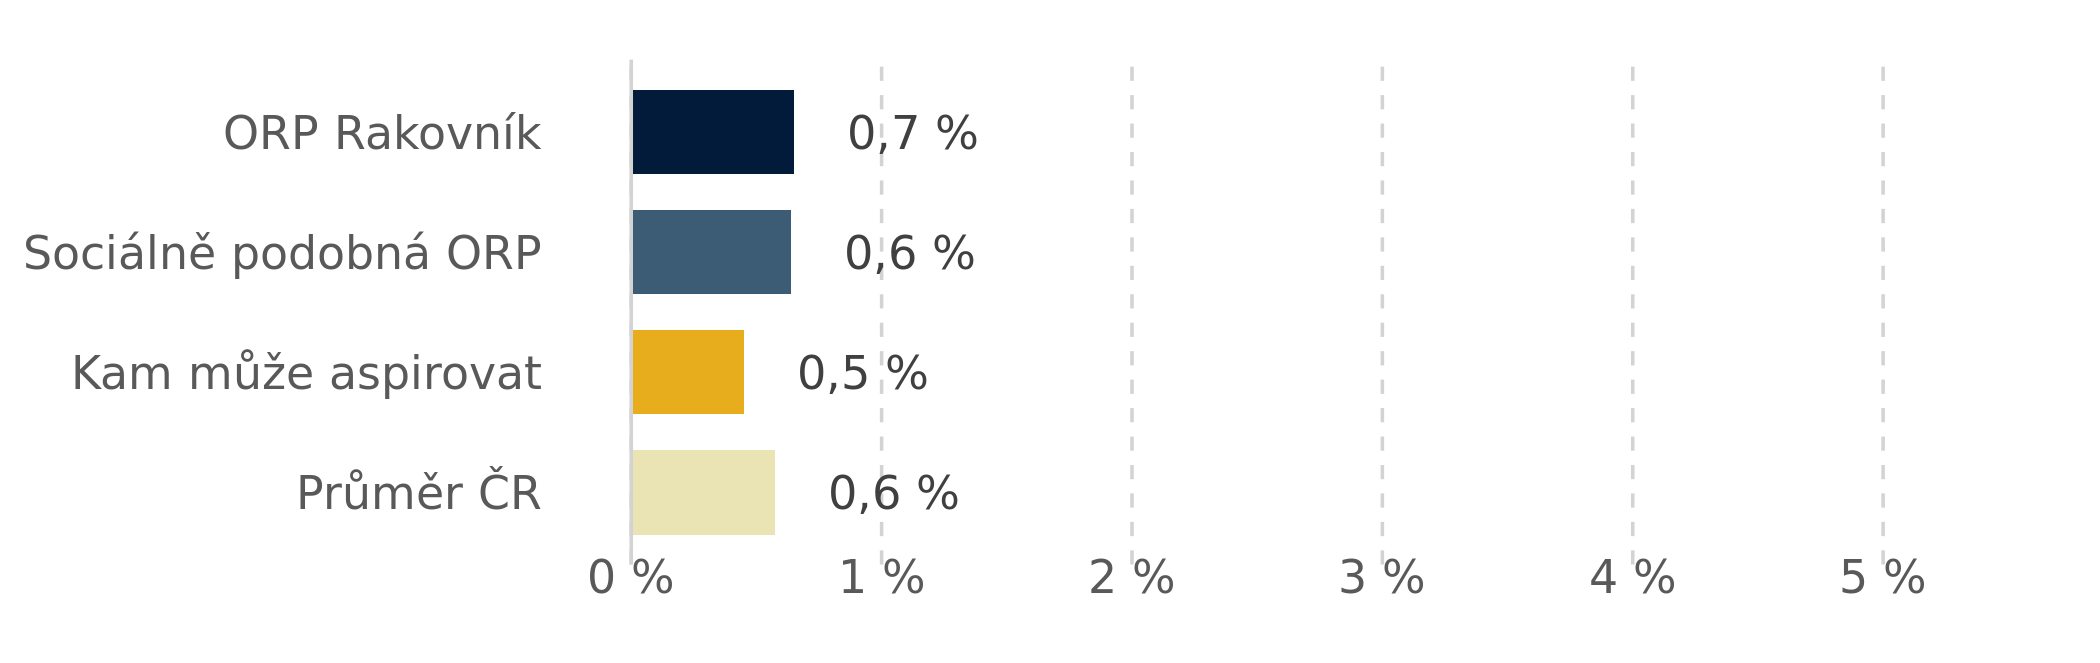 ORP Rakovník 0,7 %
Sociálně podobná ORP 0,6 %
Kam může aspirovat 0,5 %
Průměr ČR 0,6 %
0 % 1 % 2 % 3 % 4 % 5 %